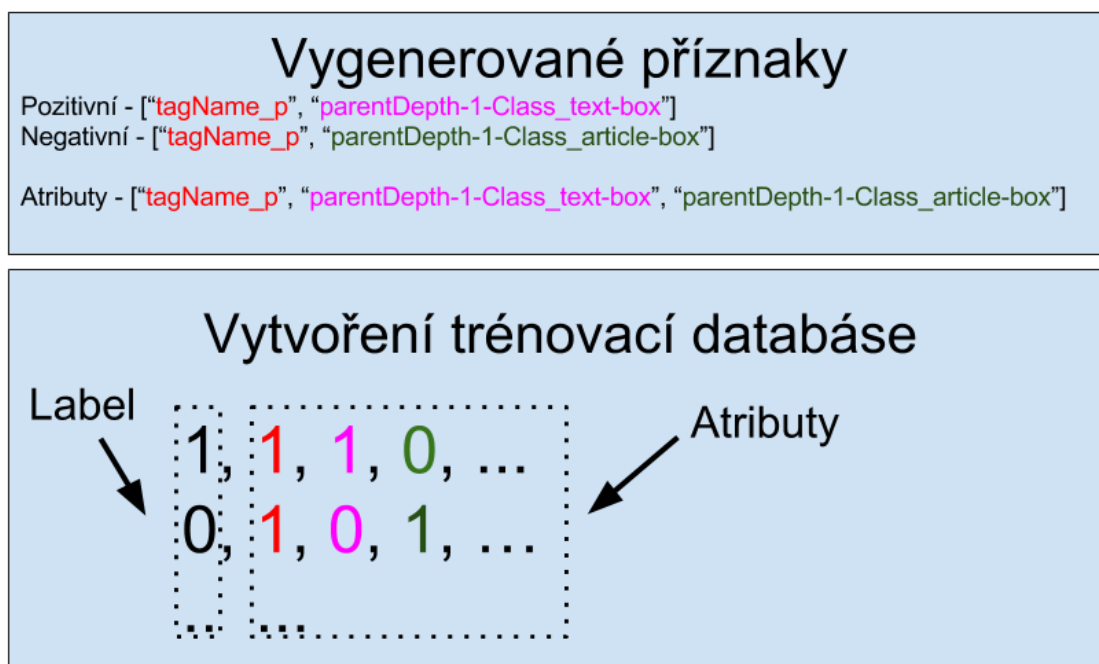 Vygenerované příznaky
Pozitivní - [“tagName_p”, “parentDepth-1-Class_text-box”]
Negativní - [“tagName_p”, “parentDepth-1-Class_article-box”]
Atributy - [“tagName_p”, “parentDepth-1-Class_text-box”, “parentDepth-1-Class_article-box”]
Vytvoření trénovací databáse
Label
Atributy
1, 1, 1, 0, ...
0, 1, 0, 1, ...
.. ...